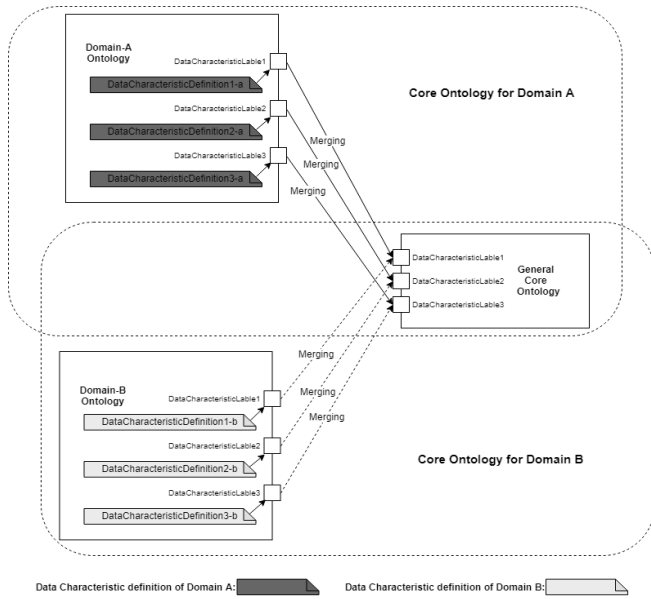 Domain-A
Ontology
DataCharacteristicLable1
DataCharacteristicDefinition1-a
DataCharacteristicLable2
DataCharacteristicDefinition2-a
DataCharacteristicLable3
DataCharacteristicDefinition3-a
Core Ontology for Domain A
Merging
Merging
Merging
DataCharacteristicLable1
DataCharacteristicLable2
DataCharacteristicLable3
General
Core
Ontology
Merging
Merging
Merging
Domain-B
Ontology
DataCharacteristicLable1
DataCharacteristicDefinition1-b
DataCharacteristicLable2
DataCharacteristicDefinition2-b
DataCharacteristicLable3
DataCharacteristicDefinition3-b
Core Ontology for Domain B
Data Characteristic definition of Domain A:
Data Characteristic definition of Domain B: